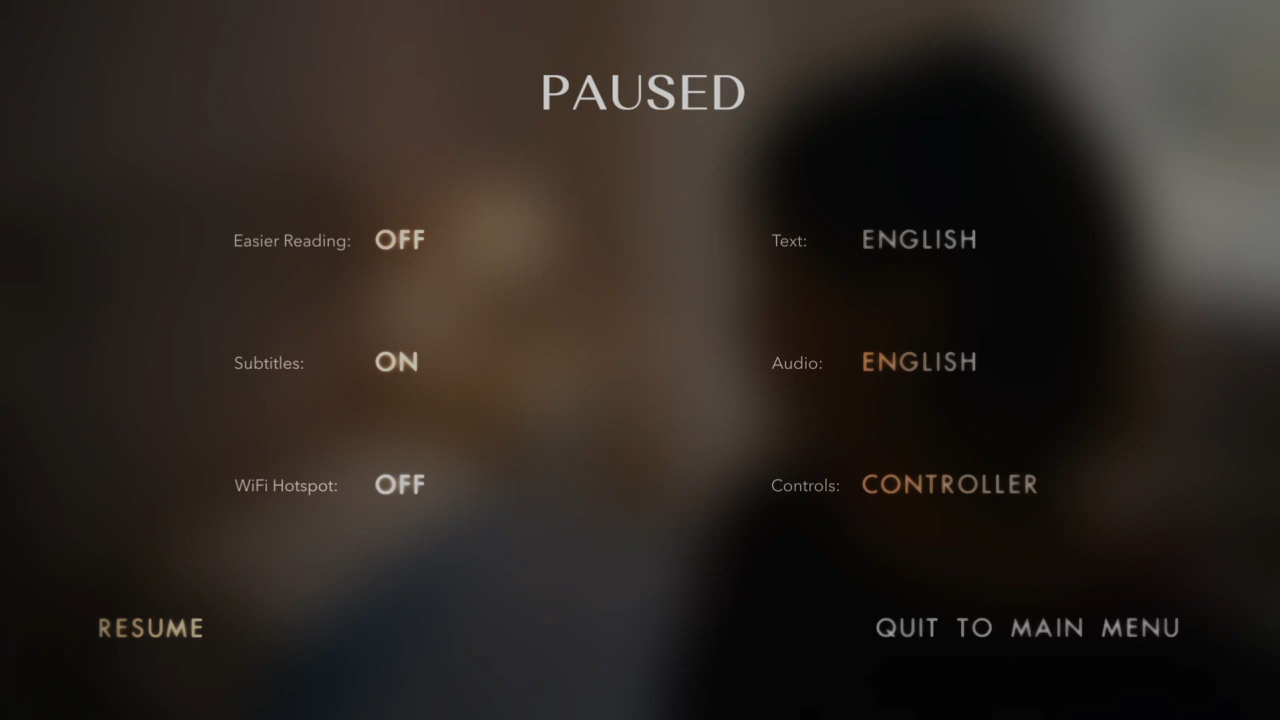 PAUSED
Easier Reading: OFF
Text: ENGLISH
Subtitles: ON
Audio: ENGLISH
WiFi Hotspot: OFF
Controls: CONTROLLER
RESUME
QUIT TO MAIN MENU